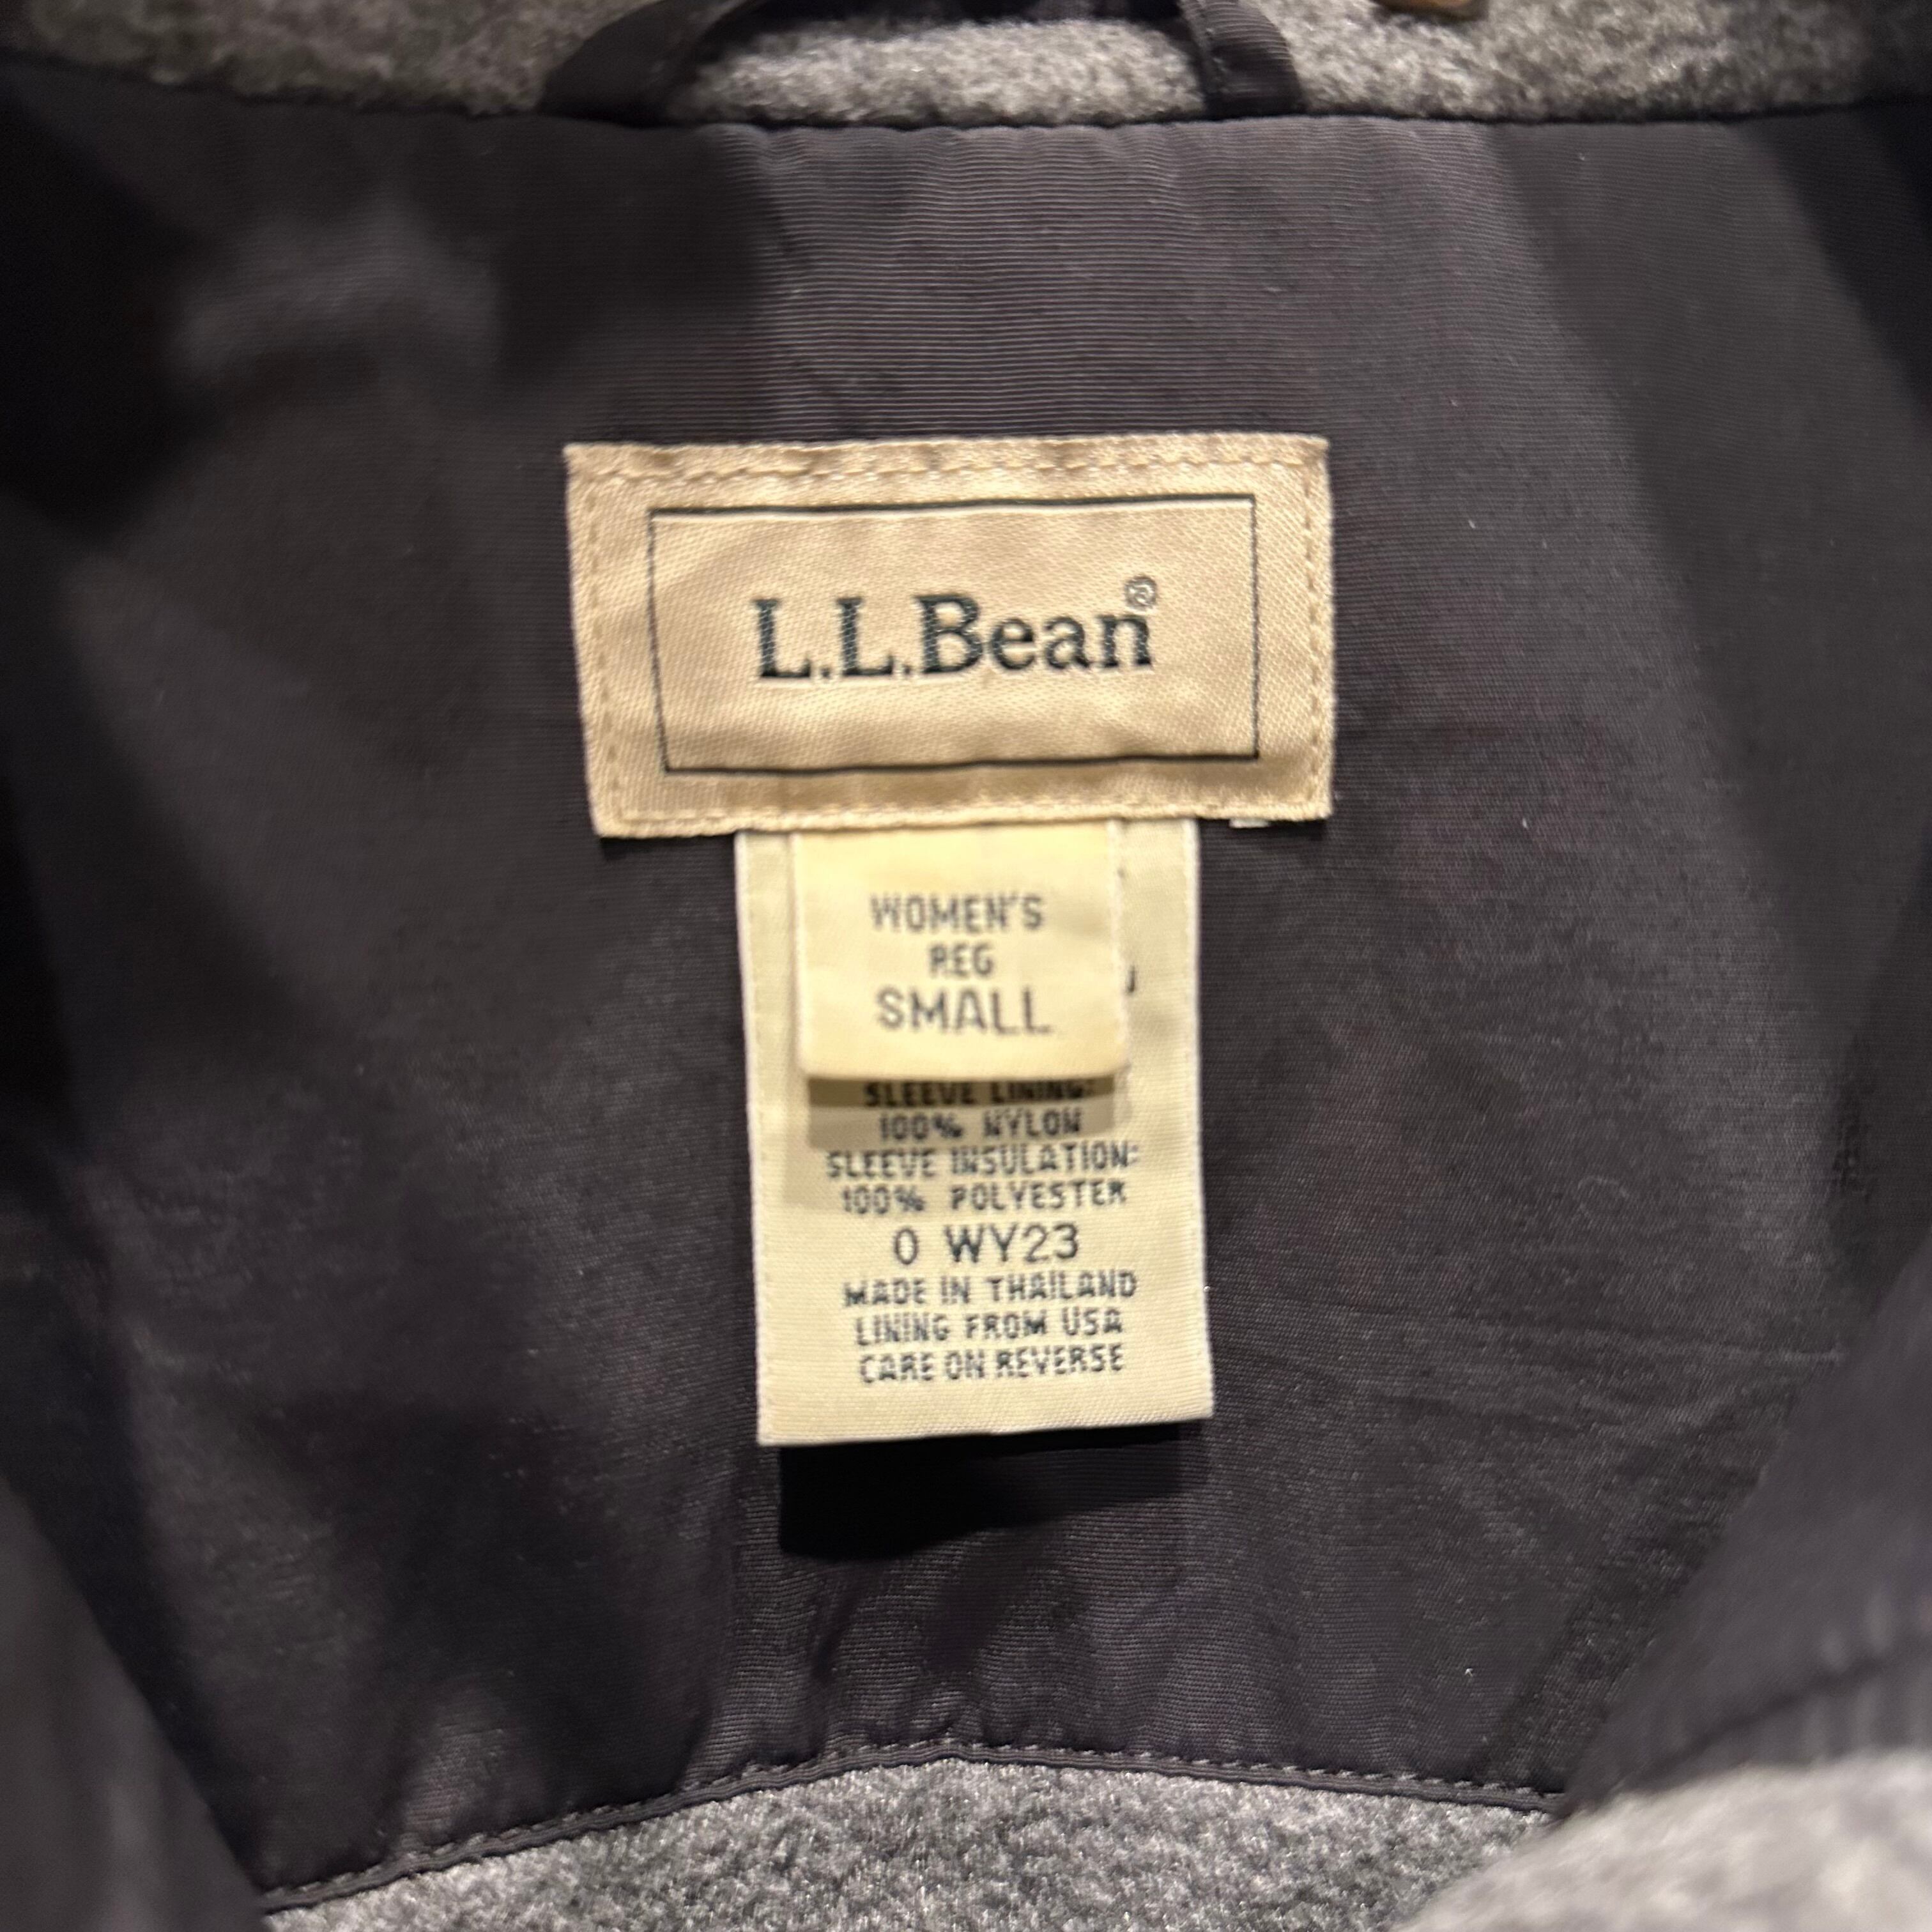 L.L.Bean®
WOMEN'S
REG
SMALL
SLEEVE LINING:
100% NYLON
SLEEVE INSULATION:
100% POLYESTER
0 WY23
MADE IN THAILAND
LINING FROM USA
CARE ON REVERSE